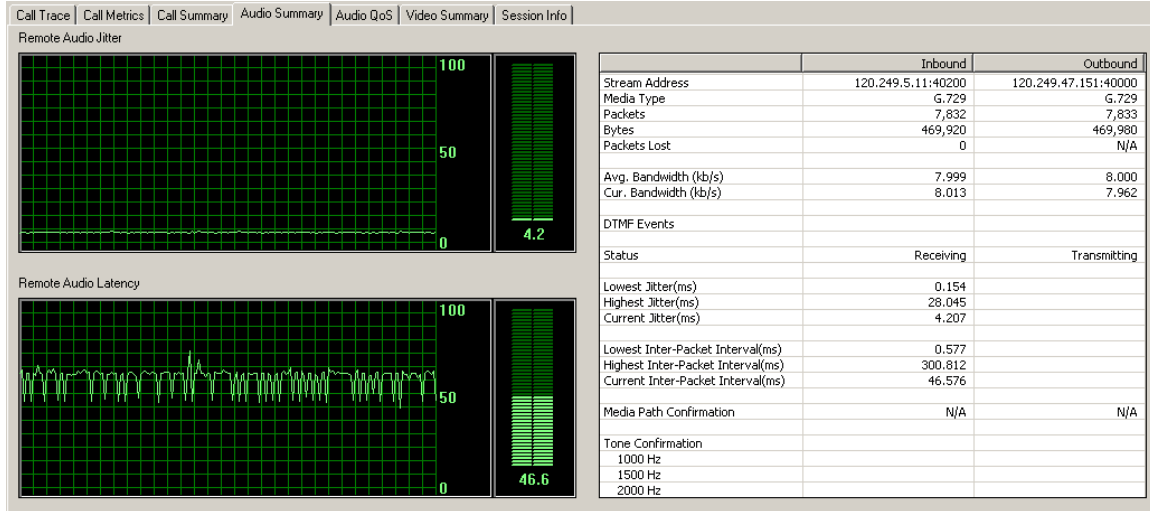 Call Trace Call Metrics Call Summary Audio Summary Audio QoS Video Summary Session Info
Remote Audio Jitter
100
50
0
4.2
Remote Audio Latency
100
50
0
46.6
Inbound Outbound
Stream Address 120.249.5.11:40200 120.249.47.151:40000
Media Type G.729 G.729
Packets 7,832 7,833
Bytes 469,920 469,980
Packets Lost 0 N/A
Avg. Bandwidth (kb/s) 7.999 8.000
Cur. Bandwidth (kb/s) 8.013 7.962
DTMF Events
Status Receiving Transmitting
Lowest Jitter(ms) 0.154
Highest Jitter(ms) 28.045
Current Jitter(ms) 4.207
Lowest Inter-Packet Interval(ms) 0.577
Highest Inter-Packet Interval(ms) 300.812
Current Inter-Packet Interval(ms) 46.576
Media Path Confirmation N/A N/A
Tone Confirmation
1000 Hz
1500 Hz
2000 Hz